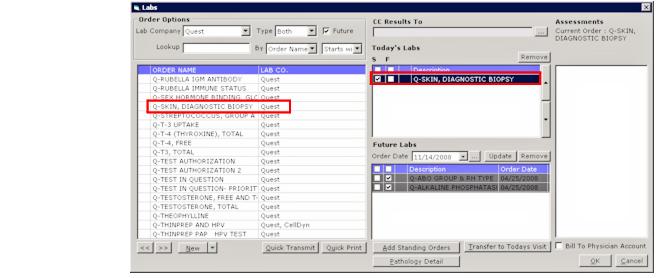 Labs
Order Options
Lab Company Quest Type Both Future
Lookup By Order Name Starts wi
ORDER NAME LAB CO.
Q-RUBELLA IGM ANTIBODY Quest
Q-RUBELLA IMMUNE STATUS Quest
Q-SEX HORMONE BINDING GLC Quest
Q-SKIN, DIAGNOSTIC BIOPSY Quest
Q-STREPTOCOCCUS, GROUP A Quest
Q-T-3 UPTAKE Quest
Q-T-4 (THYROXINE), TOTAL Quest
Q-T-4, FREE Quest
Q-T3, TOTAL Quest
Q-TEST AUTHORIZATION Quest
Q-TEST AUTHORIZATION 2 Quest
Q-TEST IN QUESTION Quest
Q-TEST IN QUESTION- PRIORIT Quest
Q-TESTOSTERONE, FREE AND T Quest
Q-TESTOSTERONE, TOTAL Quest
Q-THEOPHYLLINE Quest
Q-THINPREP AND HPV Quest, CellDyn
Q-THINPREP PAP HPV TEST Quest
<< >> New Quick Transmit Quick Print
CC Results To
...
Today's Labs
Remove
S F
Description
Q-SKIN, DIAGNOSTIC BIOPSY
Future Labs
Order Date 11/14/2008 ... Update Remove
Description Order Date
Q-ABO GROUP & RH TYPE 04/25/2008
Q-ALKALINE PHOSPHATASE 04/25/2008
Add Standing Orders Transfer to Todays Visit
Pathology Detail
Assessments
Current Order : Q-SKIN,
DIAGNOSTIC BIOPSY
Bill To Physician Account
OK Cancel